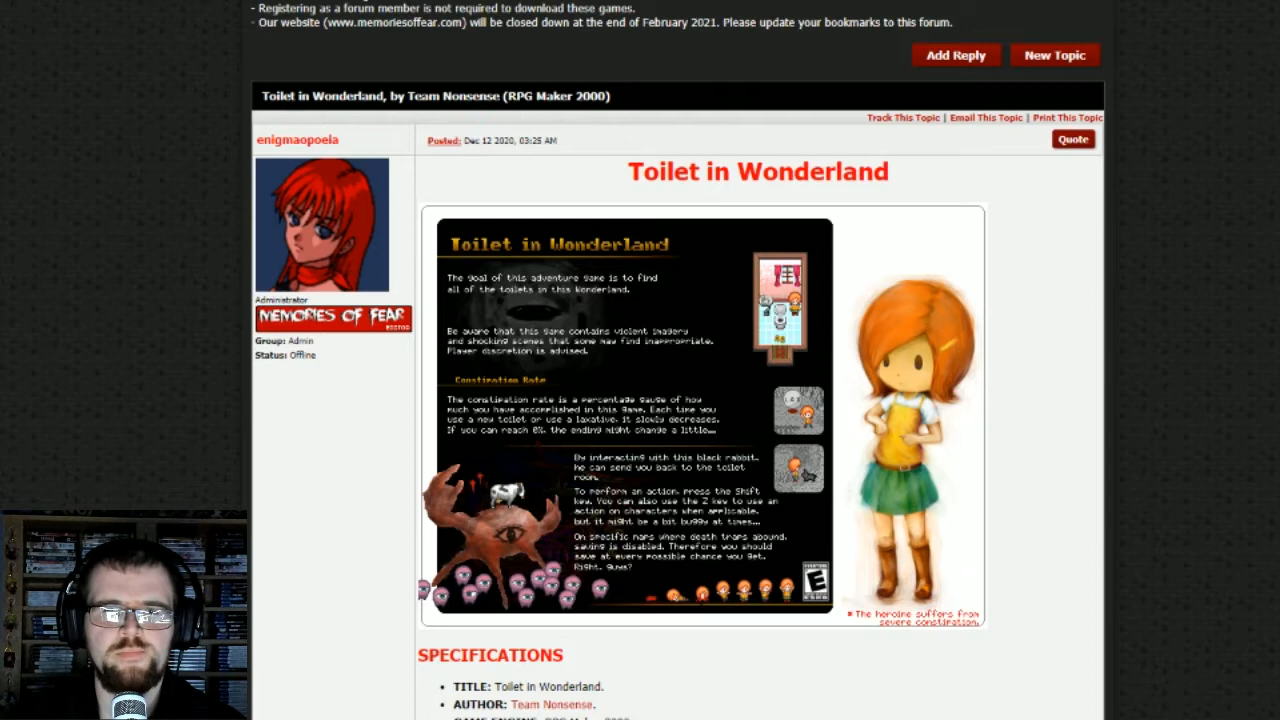 - Registering as a forum member is not required to download these games.
- Our website (www.memoriesoffear.com) will be closed down at the end of February 2021. Please update your bookmarks to this forum.
Add Reply
New Topic
Toilet in Wonderland, by Team Nonsense (RPG Maker 2000)
Track This Topic | Email This Topic | Print This Topic
enigmaopoeia
Posted: Dec 12 2020, 03:25 AM
Quote
Toilet in Wonderland
Administrator
MEMORIES OF FEAR
Group: Admin
Status: Offline
Toilet in Wonderland
The goal of this adventure game is to find
all of the toilets in this Wonderland.
Be aware that this game contains violent imagery
and shocking scenes that some may find inappropriate.
Player discretion is advised.
Constipation Rate
The constipation rate is a percentage gauge of how
much you have accomplished in this game. Each time you
use a new toilet or use a laxative, it slowly decreases.
If you can reach 0%, the ending might change a little...
By interacting with this black rabbit,
he can send you back to the toilet
room.
To perform an action, press the Shift
key. You can also use the Z key to use an
action on characters when applicable,
but it might be a bit buggy at times...
On specific maps where death traps abound,
saving is disabled. Therefore you should
save at every possible chance you get.
Right, guys?
E
* The heroine suffers from
severe constipation.
SPECIFICATIONS
• TITLE: Toilet in Wonderland.
• AUTHOR: Team Nonsense.